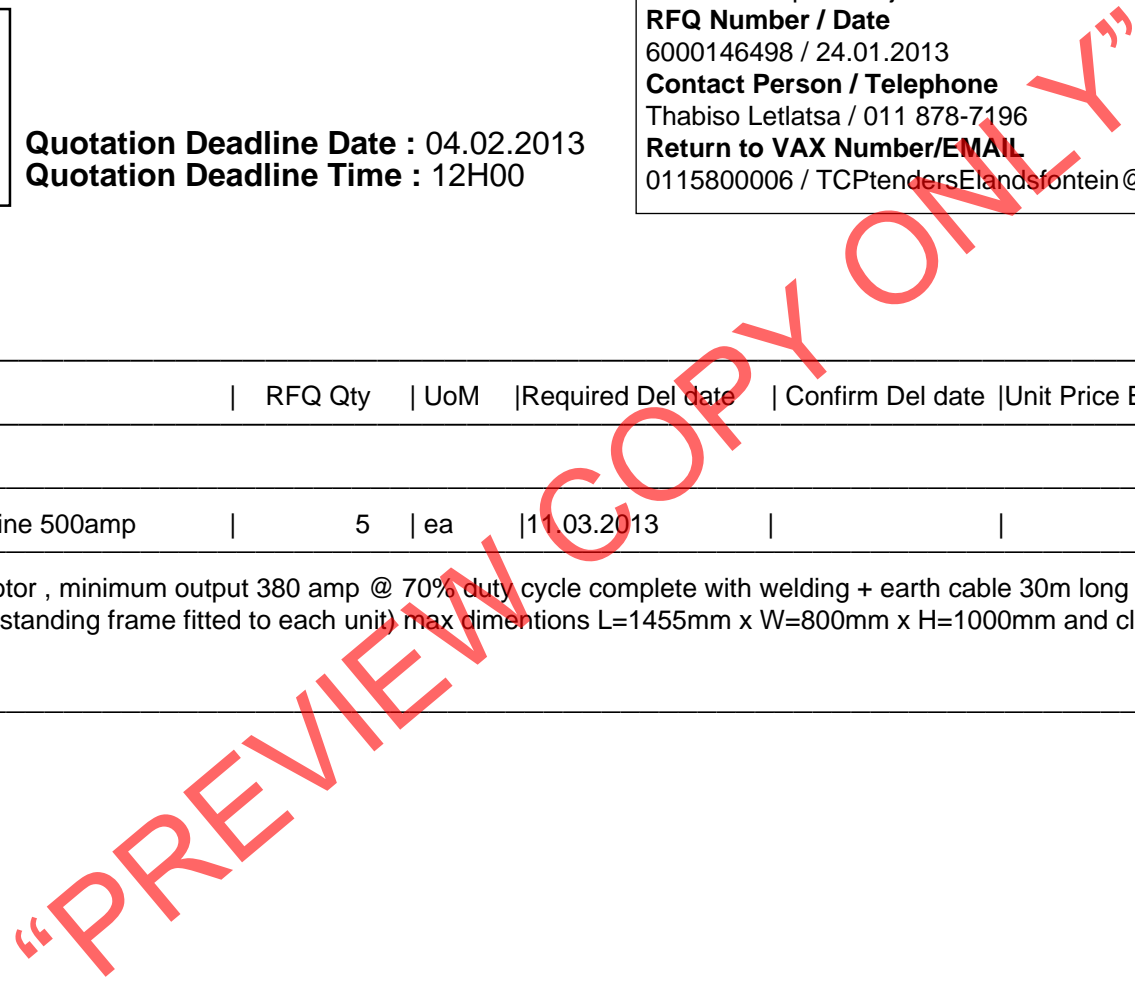 RFQ Number / Date
6000146498 / 24.01.2013
Contact Person / Telephone
Thabiso Letlatsa / 011 878-7196
Return to VAX Number/EMAIL
0115800006 / TCPtendersElandsfontein@
Quotation Deadline Date : 04.02.2013
Quotation Deadline Time : 12H00
| RFQ Qty | UoM |Required Del date | Confirm Del date |Unit Price
ine 500amp | 5 | ea |11.03.2013 | |
otor , minimum output 380 amp @ 70% duty cycle complete with welding + earth cable 30m long
standing frame fitted to each unit) max dimentions L=1455mm x W=800mm x H=1000mm and cl
“PREVIEW COPY ONLY”